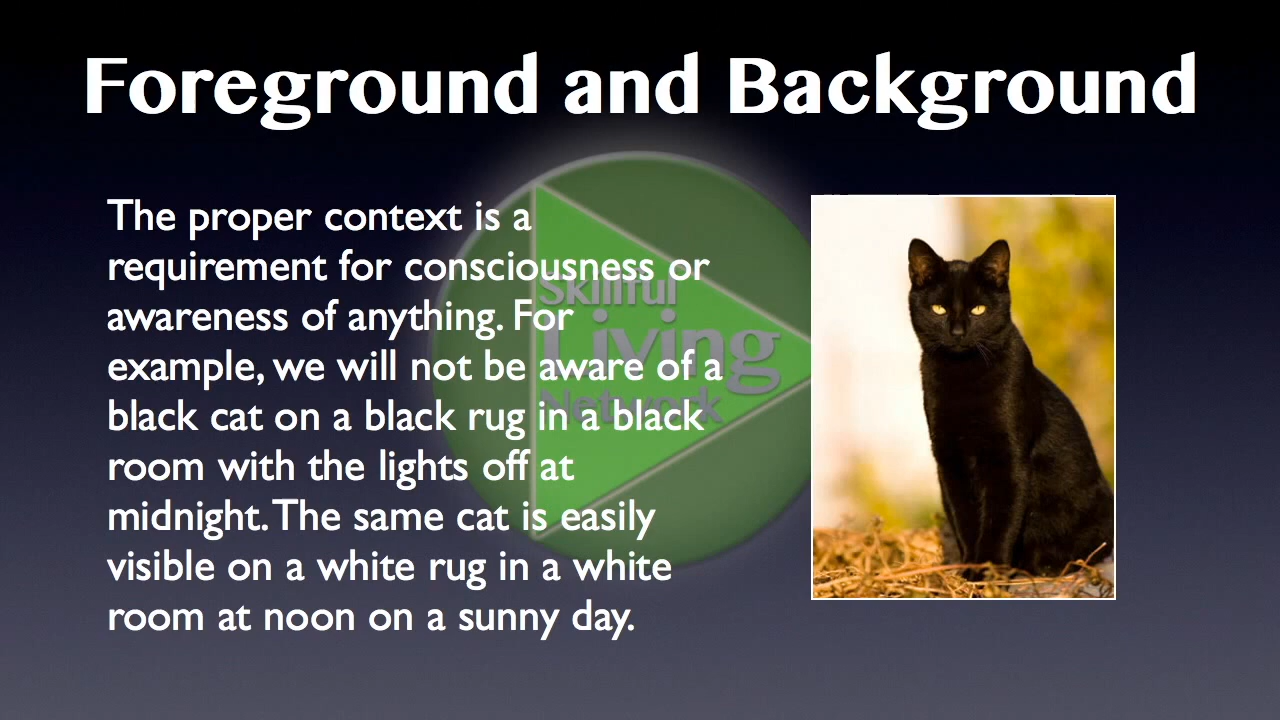 Foreground and Background
The proper context is a
requirement for consciousness or
awareness of anything. For
example, we will not be aware of a
black cat on a black rug in a black
room with the lights off at
midnight. The same cat is easily
visible on a white rug in a white
room at noon on a sunny day.
Skillful
Living
Network